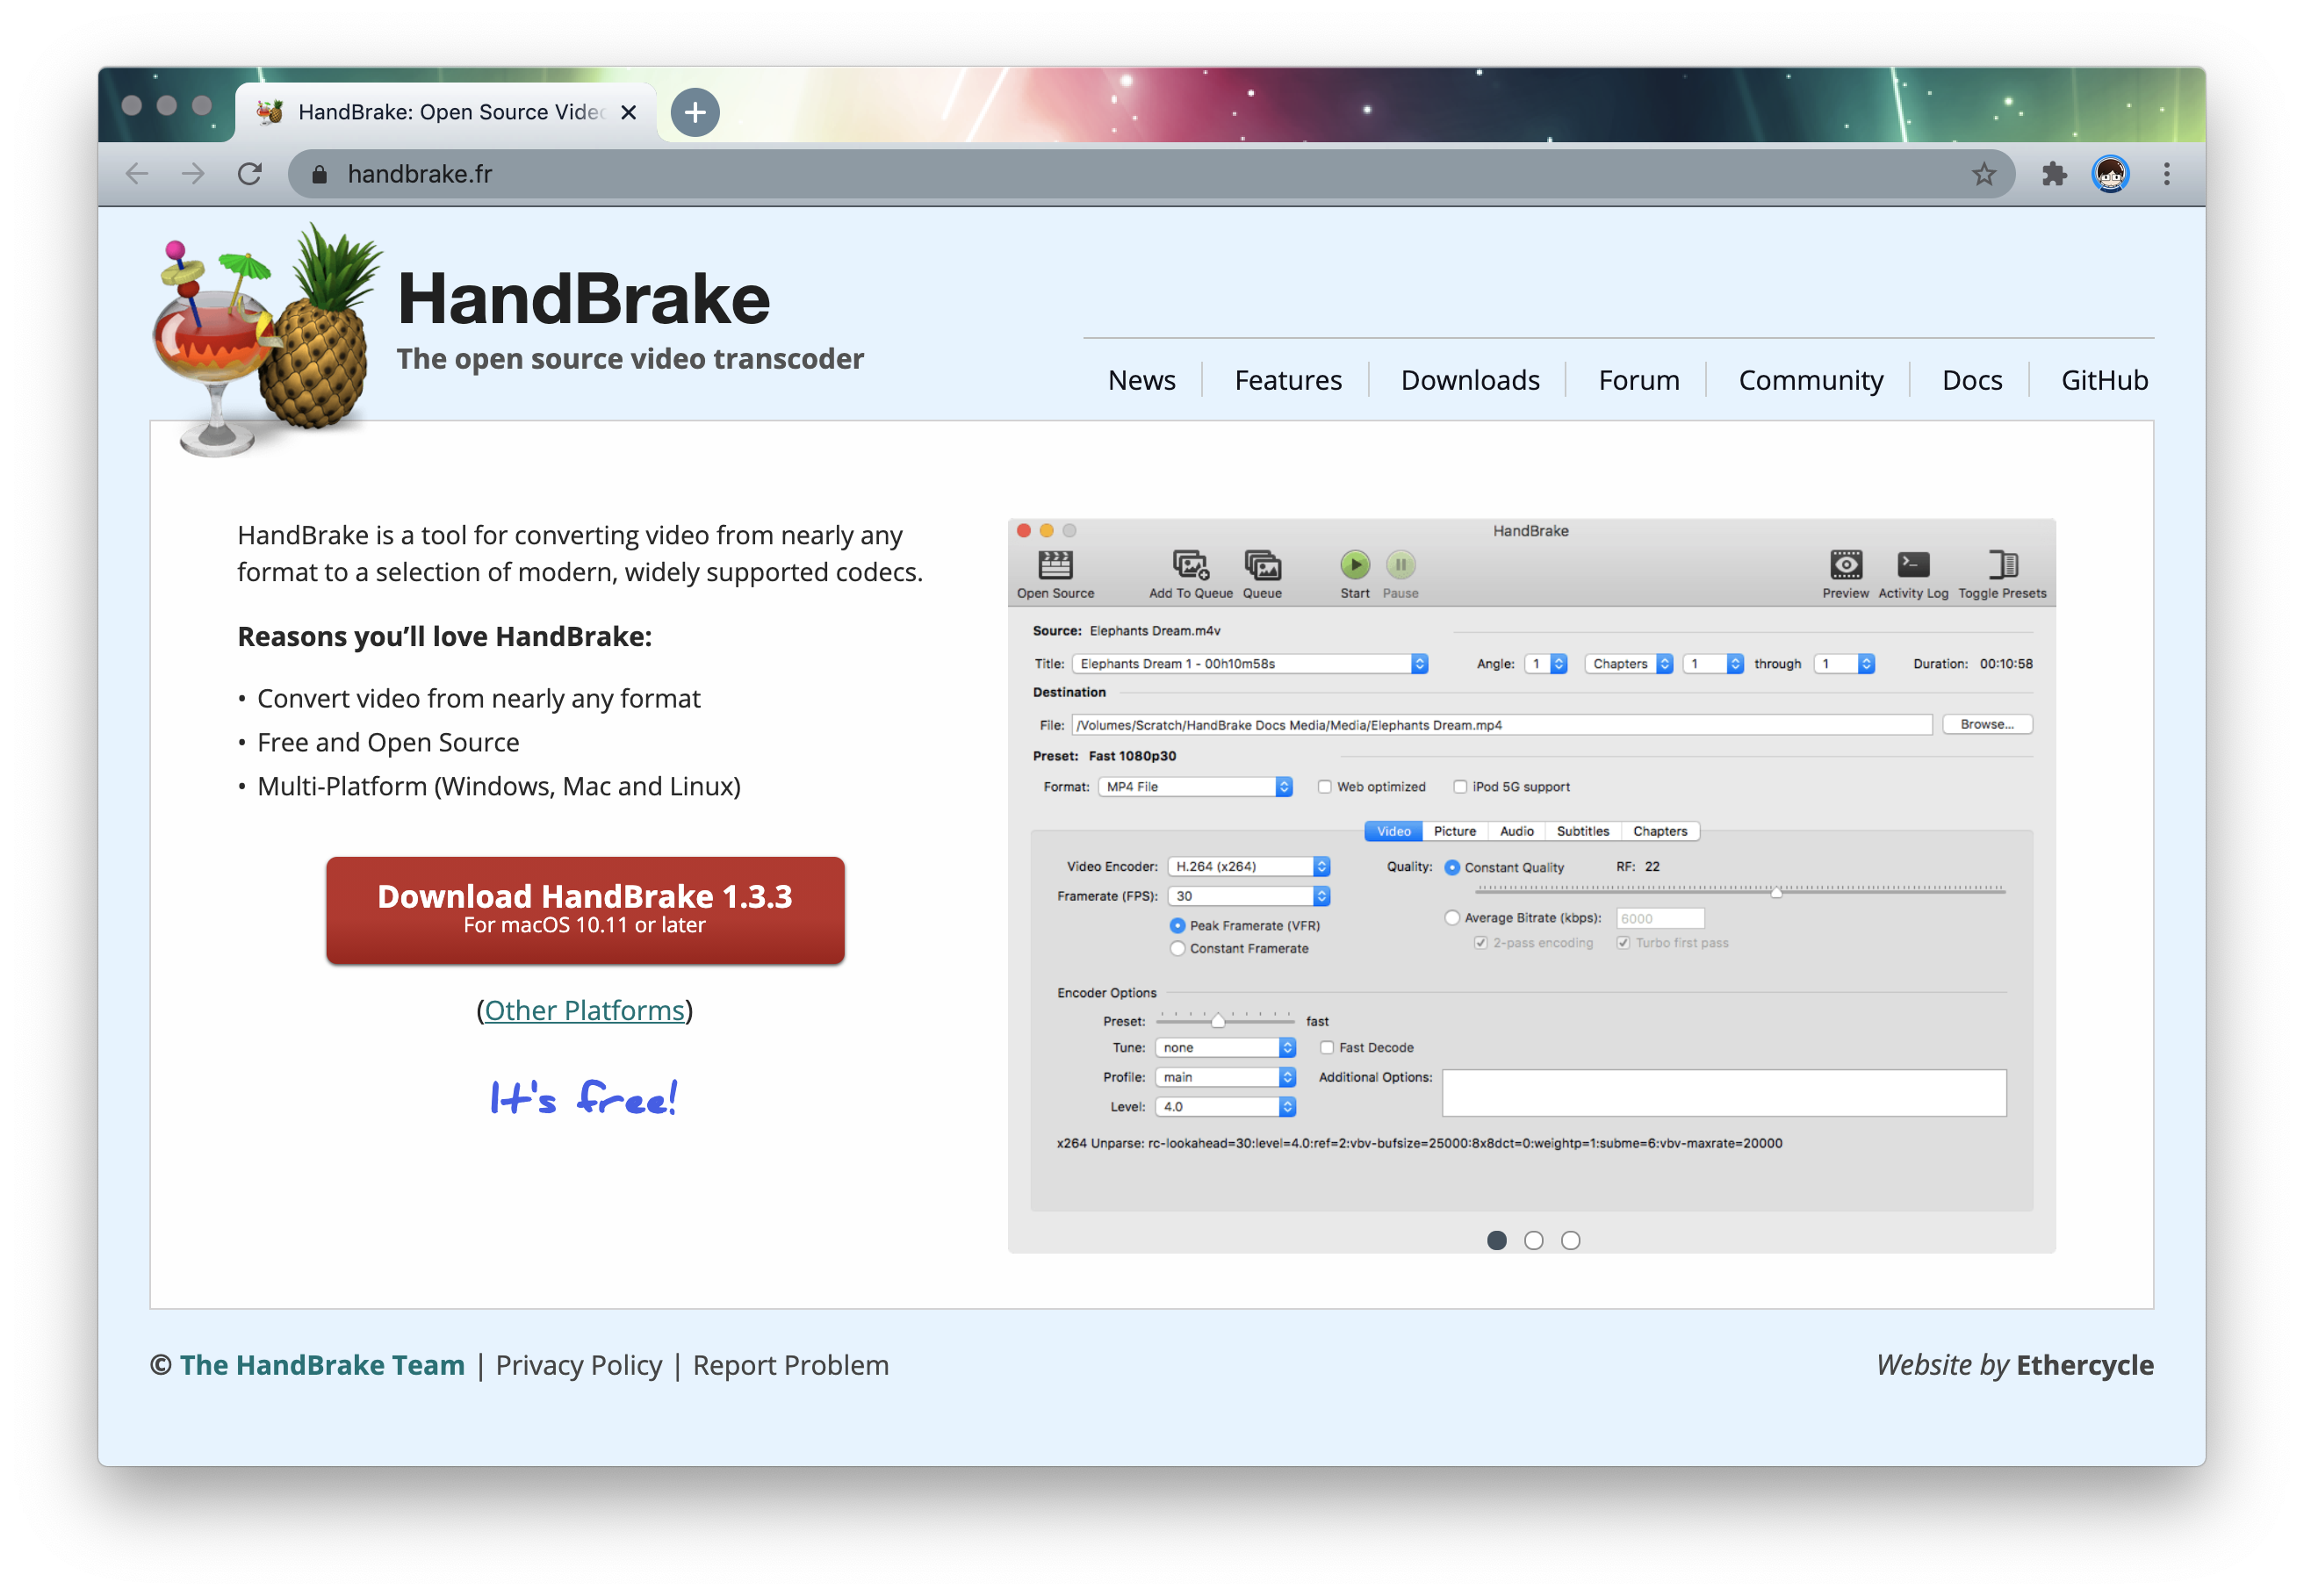 HandBrake: Open Source Videc
handbrake.fr
HandBrake
The open source video transcoder
News
Features
Downloads
Forum
Community
Docs
GitHub
HandBrake is a tool for converting video from nearly any
format to a selection of modern, widely supported codecs.
Reasons you’ll love HandBrake:
• Convert video from nearly any format
• Free and Open Source
• Multi-Platform (Windows, Mac and Linux)
Download HandBrake 1.3.3
For macOS 10.11 or later
(Other Platforms)
It's free!
HandBrake
Open Source
Add To Queue
Queue
Start
Pause
Preview
Activity Log
Toggle Presets
Source: Elephants Dream.m4v
Title: Elephants Dream 1 - 00h10m58s
Angle: 1
Chapters
1
through
1
Duration: 00:10:58
Destination
File: /Volumes/Scratch/HandBrake Docs Media/Media/Elephants Dream.mp4
Browse...
Preset: Fast 1080p30
Format: MP4 File
Web optimized
iPod 5G support
Video
Picture
Audio
Subtitles
Chapters
Video Encoder: H.264 (x264)
Quality: Constant Quality
RF: 22
Framerate (FPS): 30
Peak Framerate (VFR)
Constant Framerate
Average Bitrate (kbps): 6000
2-pass encoding
Turbo first pass
Encoder Options
Preset: fast
Tune: none
Fast Decode
Profile: main
Additional Options:
Level: 4.0
x264 Unparse: rc-lookahead=30:level=4.0:ref=2:vbv-bufsize=25000:8x8dct=0:weightp=1:subme=6:vbv-maxrate=20000
© The HandBrake Team | Privacy Policy | Report Problem
Website by Ethercycle